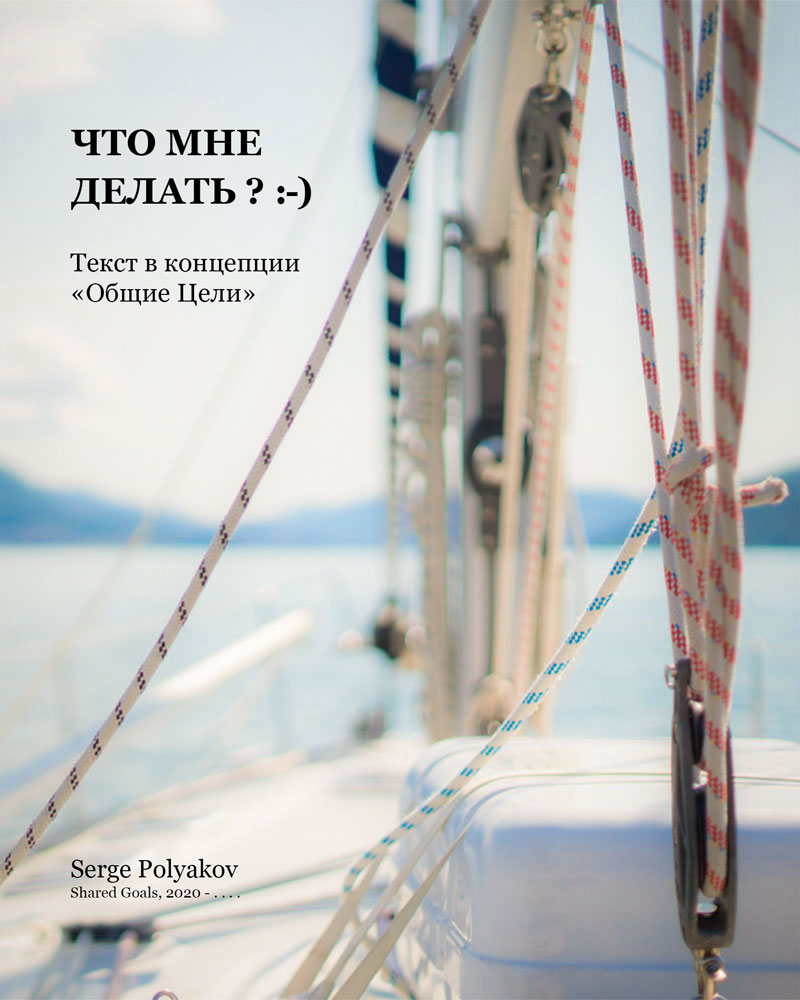 ЧТО МНЕ
ДЕЛАТЬ ? :-)
Текст в концепции
«Общие Цели»
Serge Polyakov
Shared Goals, 2020 - . . . .